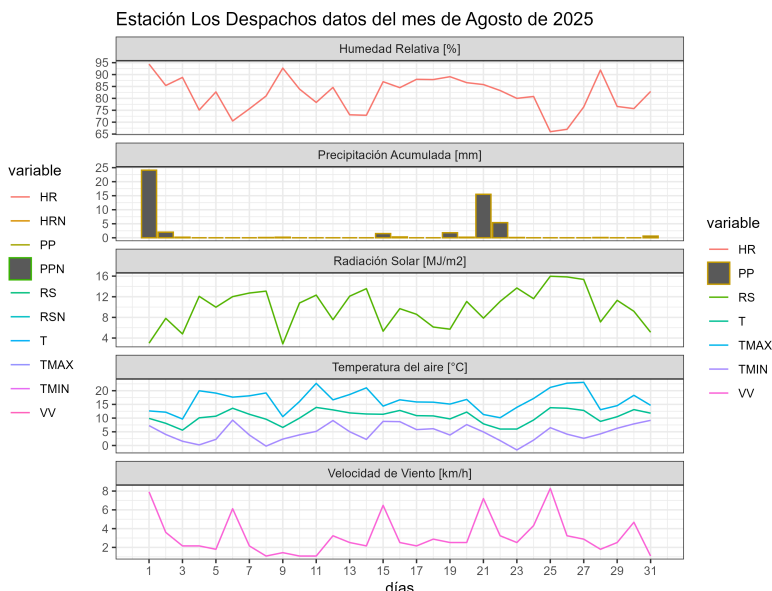 Estación Los Despachos datos del mes de Agosto de 2025
Humedad Relativa [%]
95
90
85
80
75
70
65
Precipitación Acumulada [mm]
25
20
15
10
5
0
Radiación Solar [MJ/m2]
16
12
8
4
Temperatura del aire [°C]
20
15
10
5
0
Velocidad de Viento [km/h]
8
6
4
2
1 3 5 7 9 11 13 15 17 19 21 23 25 27 29 31
días
variable
HR
HRN
PP
PPN
RS
RSN
T
TMAX
TMIN
VV
variable
HR
PP
RS
T
TMAX
TMIN
VV